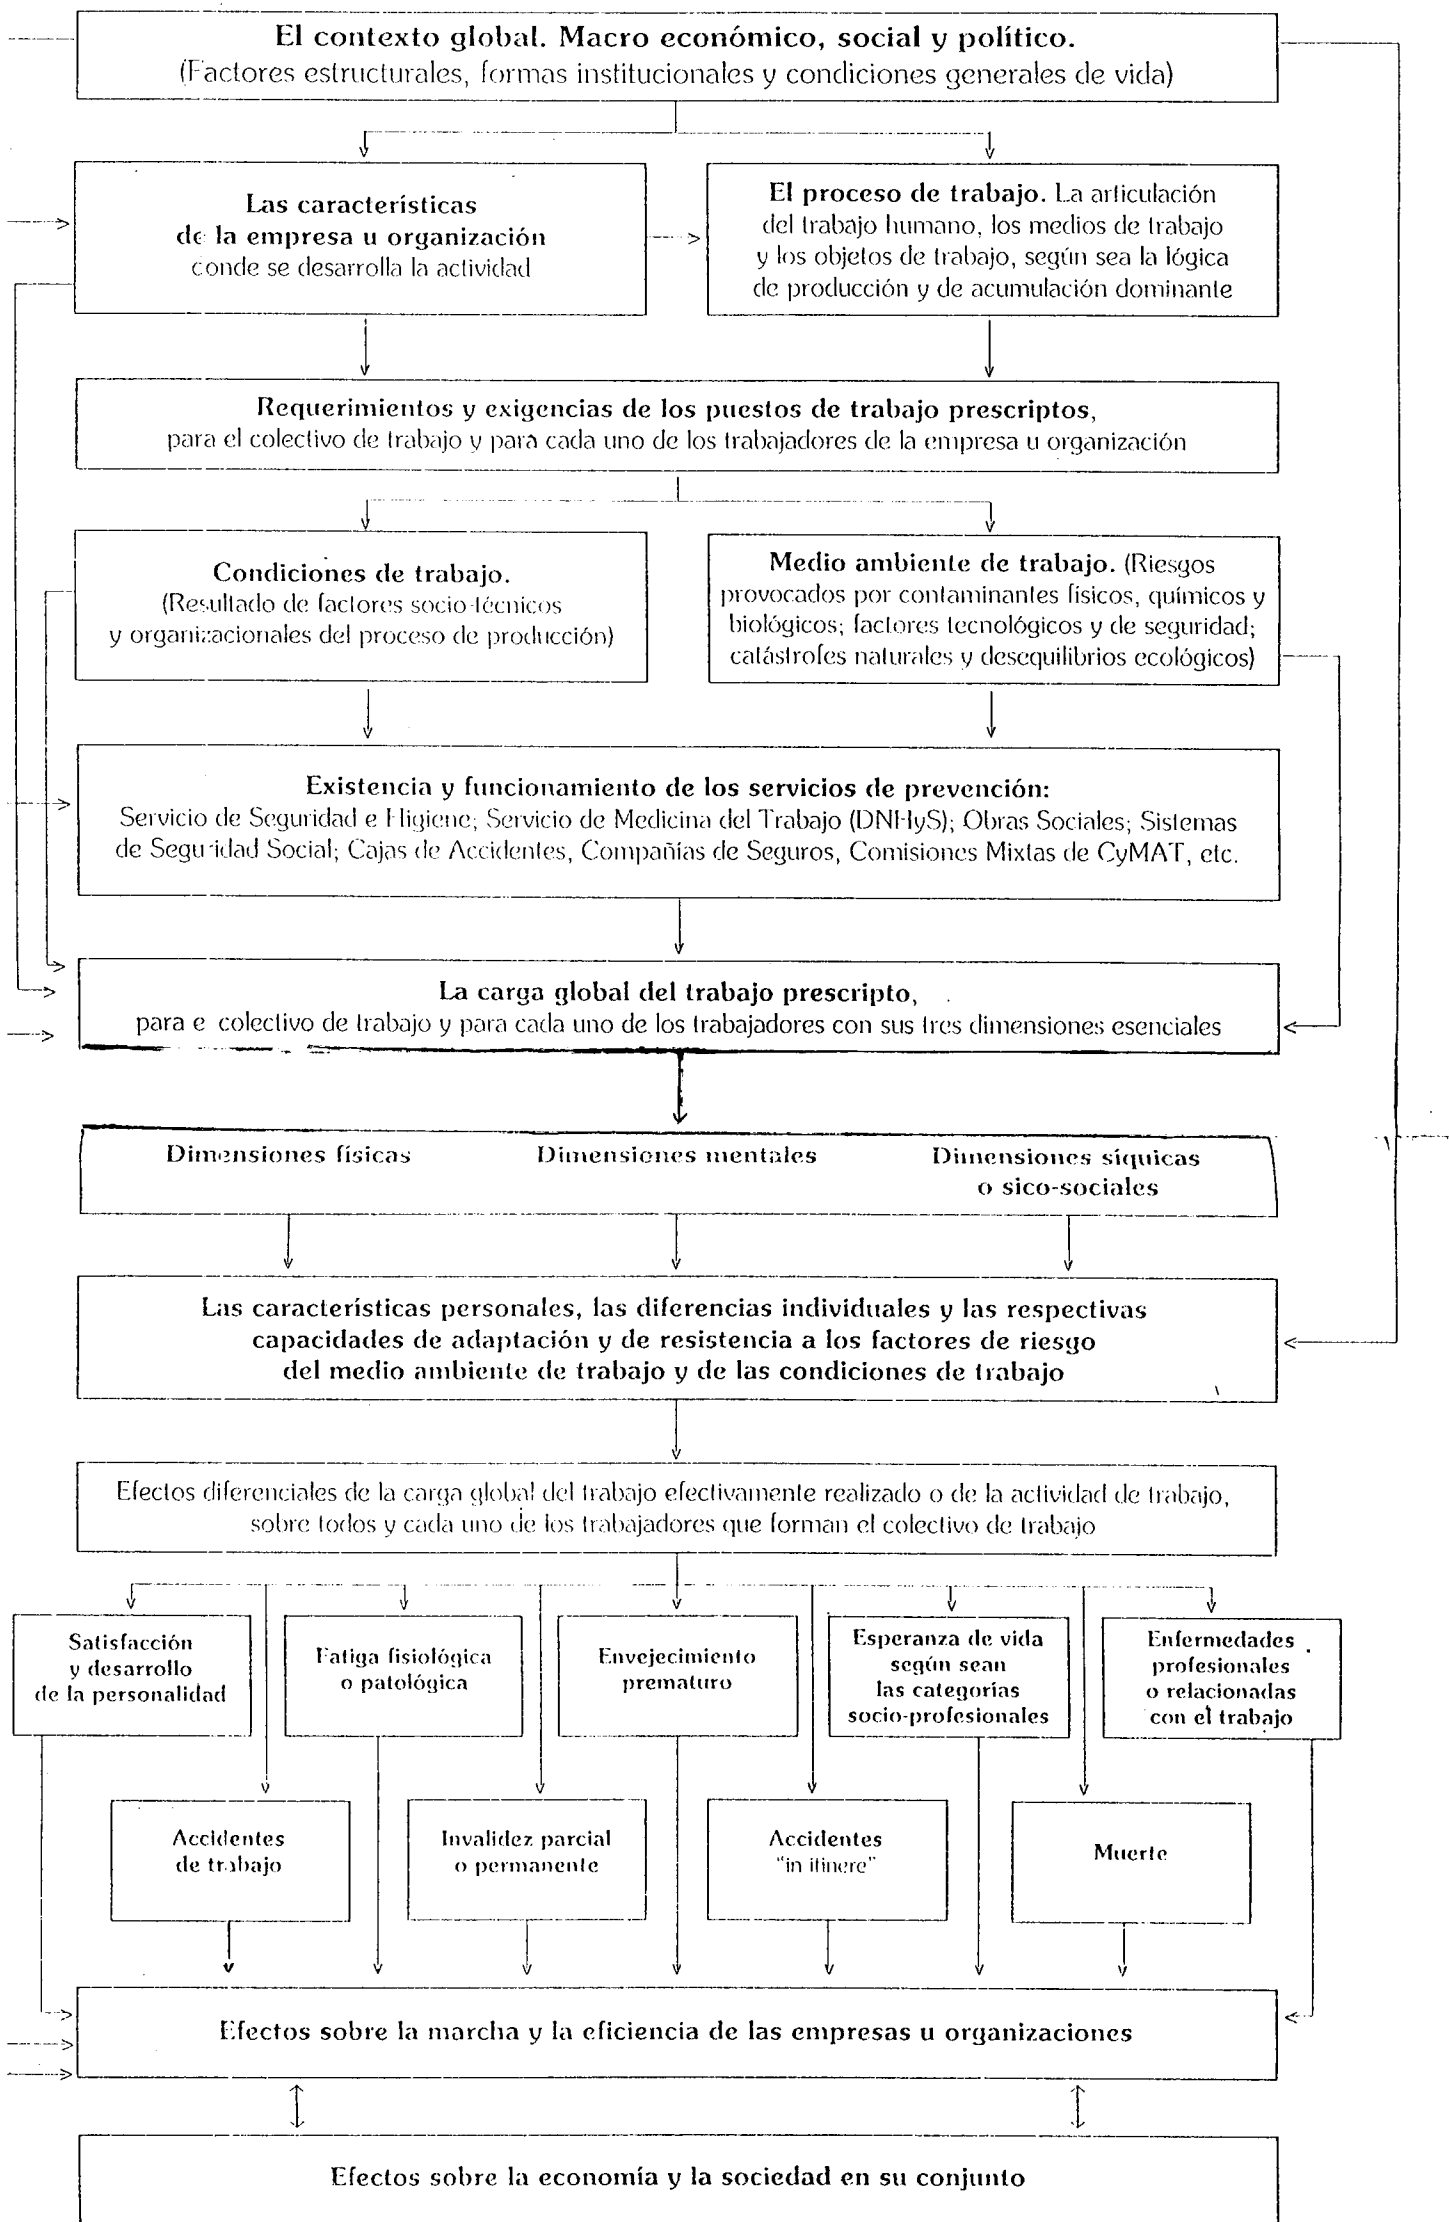 El contexto global. Macro económico, social y político.
(Factores estructurales, formas institucionales y condiciones generales de vida)
Las características
de la empresa u organización
conde se desarrolla la actividad
El proceso de trabajo. La articulación
del trabajo humano, los medios de trabajo
y los objetos de trabajo, según sea la lógica
de producción y de acumulación dominante
Requerimientos y exigencias de los puestos de trabajo prescriptos,
para el colectivo de trabajo y para cada uno de los trabajadores de la empresa u organización
Condiciones de trabajo.
(Resultado de factores socio-técnicos
y organizacionales del proceso de producción)
Medio ambiente de trabajo. (Riesgos
provocados por contaminantes físicos, químicos y
biológicos; factores tecnológicos y de seguridad;
catástrofes naturales y desequilibrios ecológicos)
Existencia y funcionamiento de los servicios de prevención:
Servicio de Seguridad e Higiene; Servicio de Medicina del Trabajo (DNHyS); Obras Sociales; Sistemas
de Seguridad Social; Cajas de Accidentes, Compañías de Seguros, Comisiones Mixtas de CyMAT, etc.
La carga global del trabajo prescripto,
para e colectivo de trabajo y para cada uno de los trabajadores con sus tres dimensiones esenciales
Dimensiones físicas
Dimensiones mentales
Dimensiones síquicas
o sico-sociales
Las características personales, las diferencias individuales y las respectivas
capacidades de adaptación y de resistencia a los factores de riesgo
del medio ambiente de trabajo y de las condiciones de trabajo
Efectos diferenciales de la carga global del trabajo efectivamente realizado o de la actividad de trabajo,
sobre todos y cada uno de los trabajadores que forman el colectivo de trabajo
Satisfacción
y desarrollo
de la personalidad
Fatiga fisiológica
o patológica
Envejecimiento
prematuro
Esperanza de vida
según sean
las categorías
socio-profesionales
Enfermedades
profesionales
o relacionadas
con el trabajo
Accidentes
de trabajo
Invalidez parcial
o permanente
Accidentes
"in itinere"
Muerte
Efectos sobre la marcha y la eficiencia de las empresas u organizaciones
Efectos sobre la economía y la sociedad en su conjunto